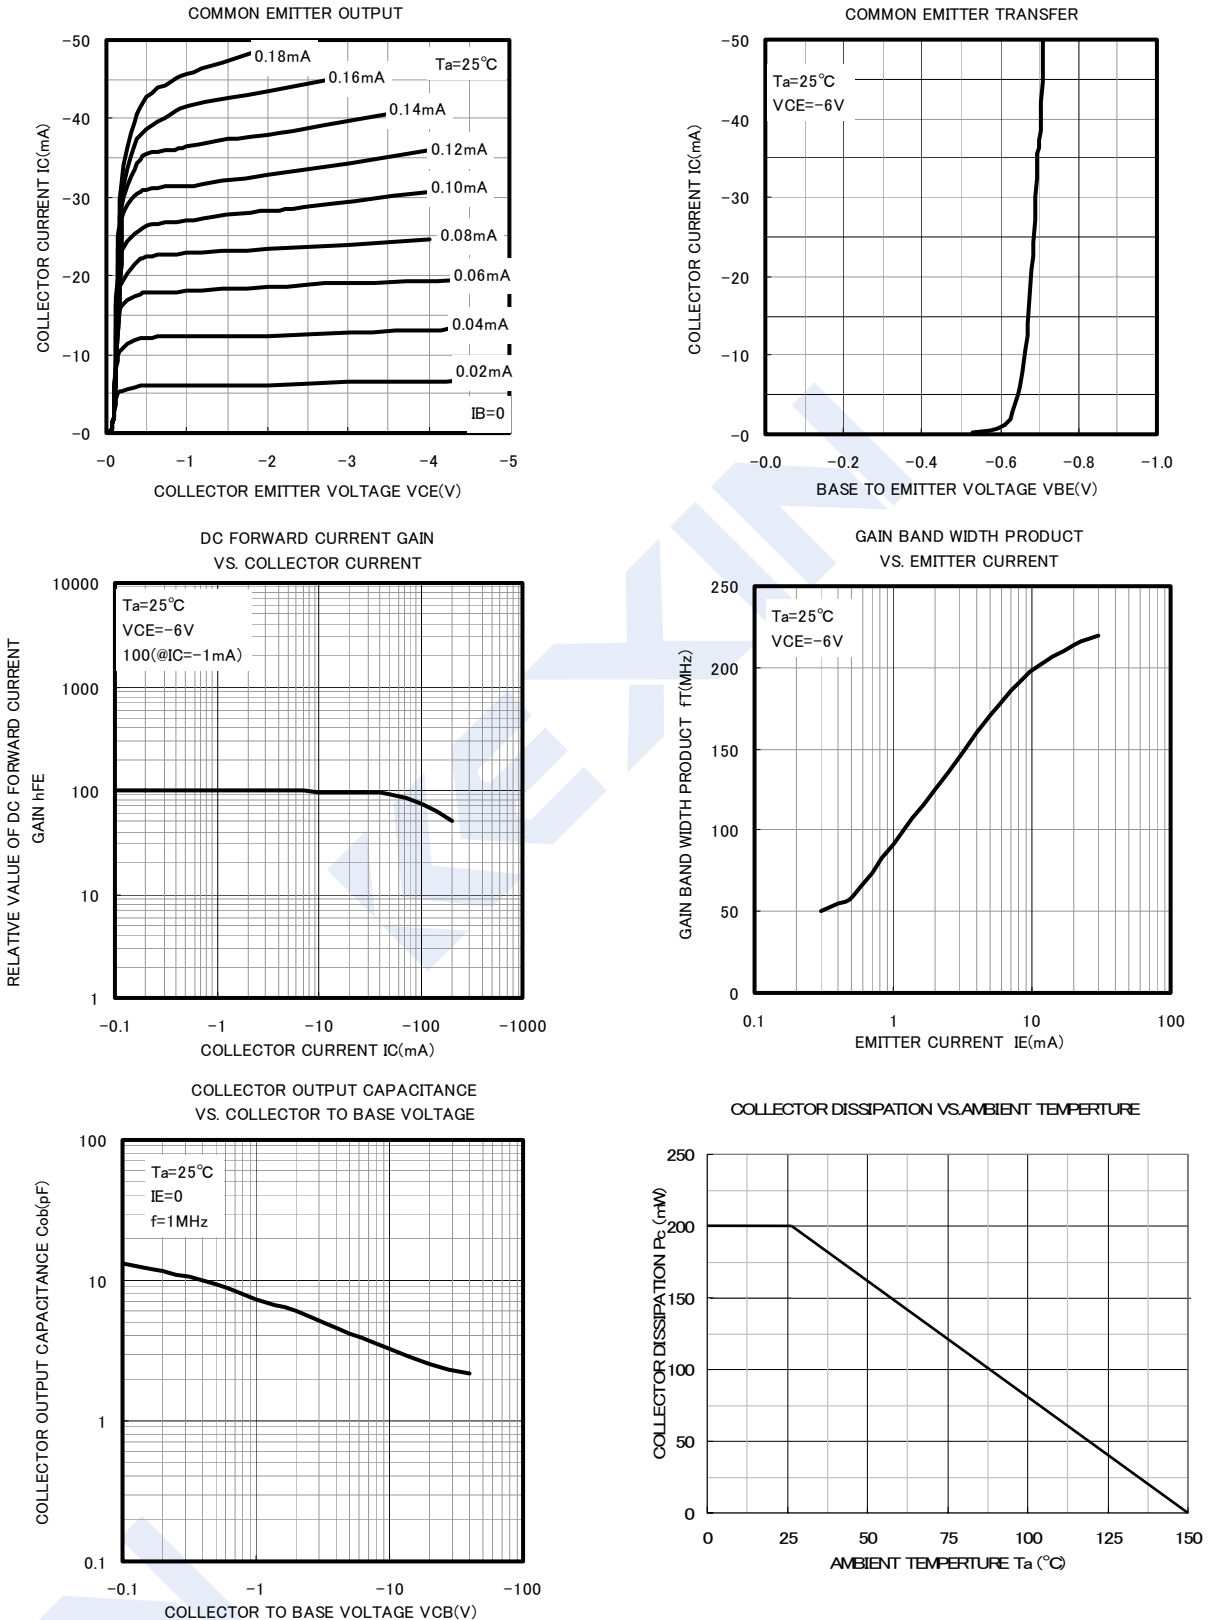 COMMON EMITTER OUTPUT
COLLECTOR CURRENT IC(mA)
-50
-40
-30
-20
-10
-0
0.18mA
Ta=25℃
0.16mA
0.14mA
0.12mA
0.10mA
0.08mA
0.06mA
0.04mA
0.02mA
IB=0
-0 -1 -2 -3 -4 -5
COLLECTOR EMITTER VOLTAGE VCE(V)
COMMON EMITTER TRANSFER
COLLECTOR CURRENT IC(mA)
-50
-40
-30
-20
-10
-0
Ta=25℃
VCE=-6V
-0.0 -0.2 -0.4 -0.6 -0.8 -1.0
BASE TO EMITTER VOLTAGE VBE(V)
DC FORWARD CURRENT GAIN
VS. COLLECTOR CURRENT
RELATIVE VALUE OF DC FORWARD CURRENT
GAIN hFE
10000
1000
100
10
1
Ta=25℃
VCE=-6V
100(@IC=-1mA)
-0.1 -1 -10 -100 -1000
COLLECTOR CURRENT IC(mA)
GAIN BAND WIDTH PRODUCT
VS. EMITTER CURRENT
GAIN BAND WIDTH PRODUCT fT(MHz)
250
200
150
100
50
0
Ta=25℃
VCE=-6V
0.1 1 10 100
EMITTER CURRENT IE(mA)
COLLECTOR OUTPUT CAPACITANCE
VS. COLLECTOR TO BASE VOLTAGE
COLLECTOR OUTPUT CAPACITANCE Cob(pF)
100
10
1
0.1
Ta=25℃
IE=0
f=1MHz
-0.1 -1 -10 -100
COLLECTOR TO BASE VOLTAGE VCB(V)
COLLECTOR DISSIPATION VS.AMBIENT TEMPERTURE
COLLECTOR DISSIPATION Pc (mW)
250
200
150
100
50
0
0 25 50 75 100 125 150
AMBIENT TEMPERTURE Ta (℃)
KEXIN